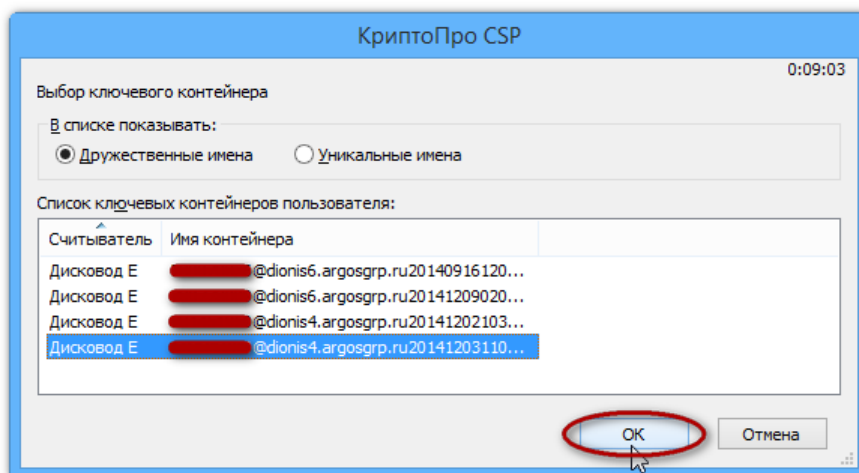 КриптоПро CSP
0:09:03
Выбор ключевого контейнера
В списке показывать:
Дружественные имена Уникальные имена
Список ключевых контейнеров пользователя:
Считыватель Имя контейнера
Дисковод E @dionis6.argosgrp.ru20140916120...
Дисковод E @dionis6.argosgrp.ru20141209020...
Дисковод E @dionis4.argosgrp.ru20141202103...
Дисковод E @dionis4.argosgrp.ru20141203110...
ОК Отмена